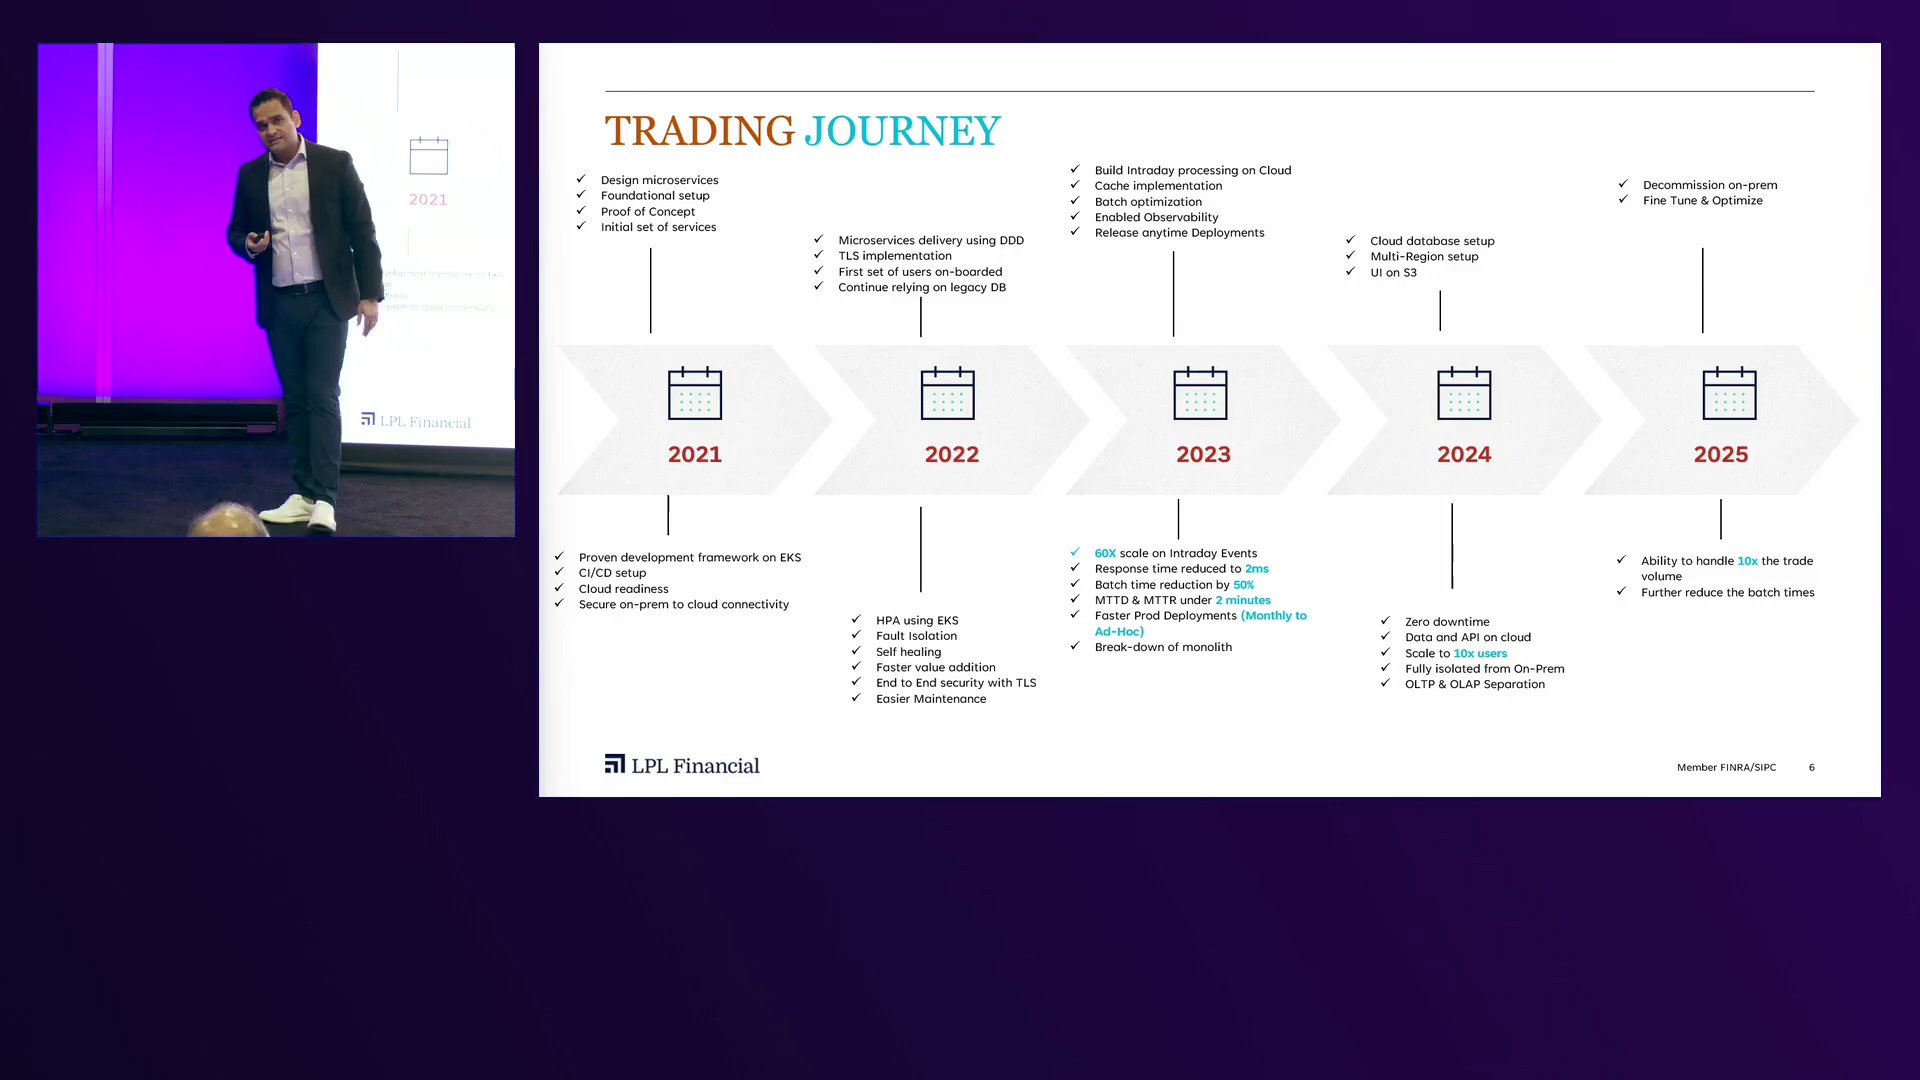 TRADING JOURNEY
Design microservices
Foundational setup
Proof of Concept
Initial set of services
Microservices delivery using DDD
TLS implementation
First set of users on-boarded
Continue relying on legacy DB
Build Intraday processing on Cloud
Cache implementation
Batch optimization
Enabled Observability
Release anytime Deployments
Cloud database setup
Multi-Region setup
UI on S3
Decommission on-prem
Fine Tune & Optimize
2021
2022
2023
2024
2025
Proven development framework on EKS
CI/CD setup
Cloud readiness
Secure on-prem to cloud connectivity
HPA using EKS
Fault Isolation
Self healing
Faster value addition
End to End security with TLS
Easier Maintenance
60X scale on Intraday Events
Response time reduced to 2ms
Batch time reduction by 50%
MTTD & MTTR under 2 minutes
Faster Prod Deployments (Monthly to
Ad-Hoc)
Break-down of monolith
Zero downtime
Data and API on cloud
Scale to 10x users
Fully isolated from On-Prem
OLTP & OLAP Separation
Ability to handle 10x the trade
volume
Further reduce the batch times
LPL Financial
Member FINRA/SIPC 6
2021
development framework on EKS
-prem to cloud connectivity
LPL Financial